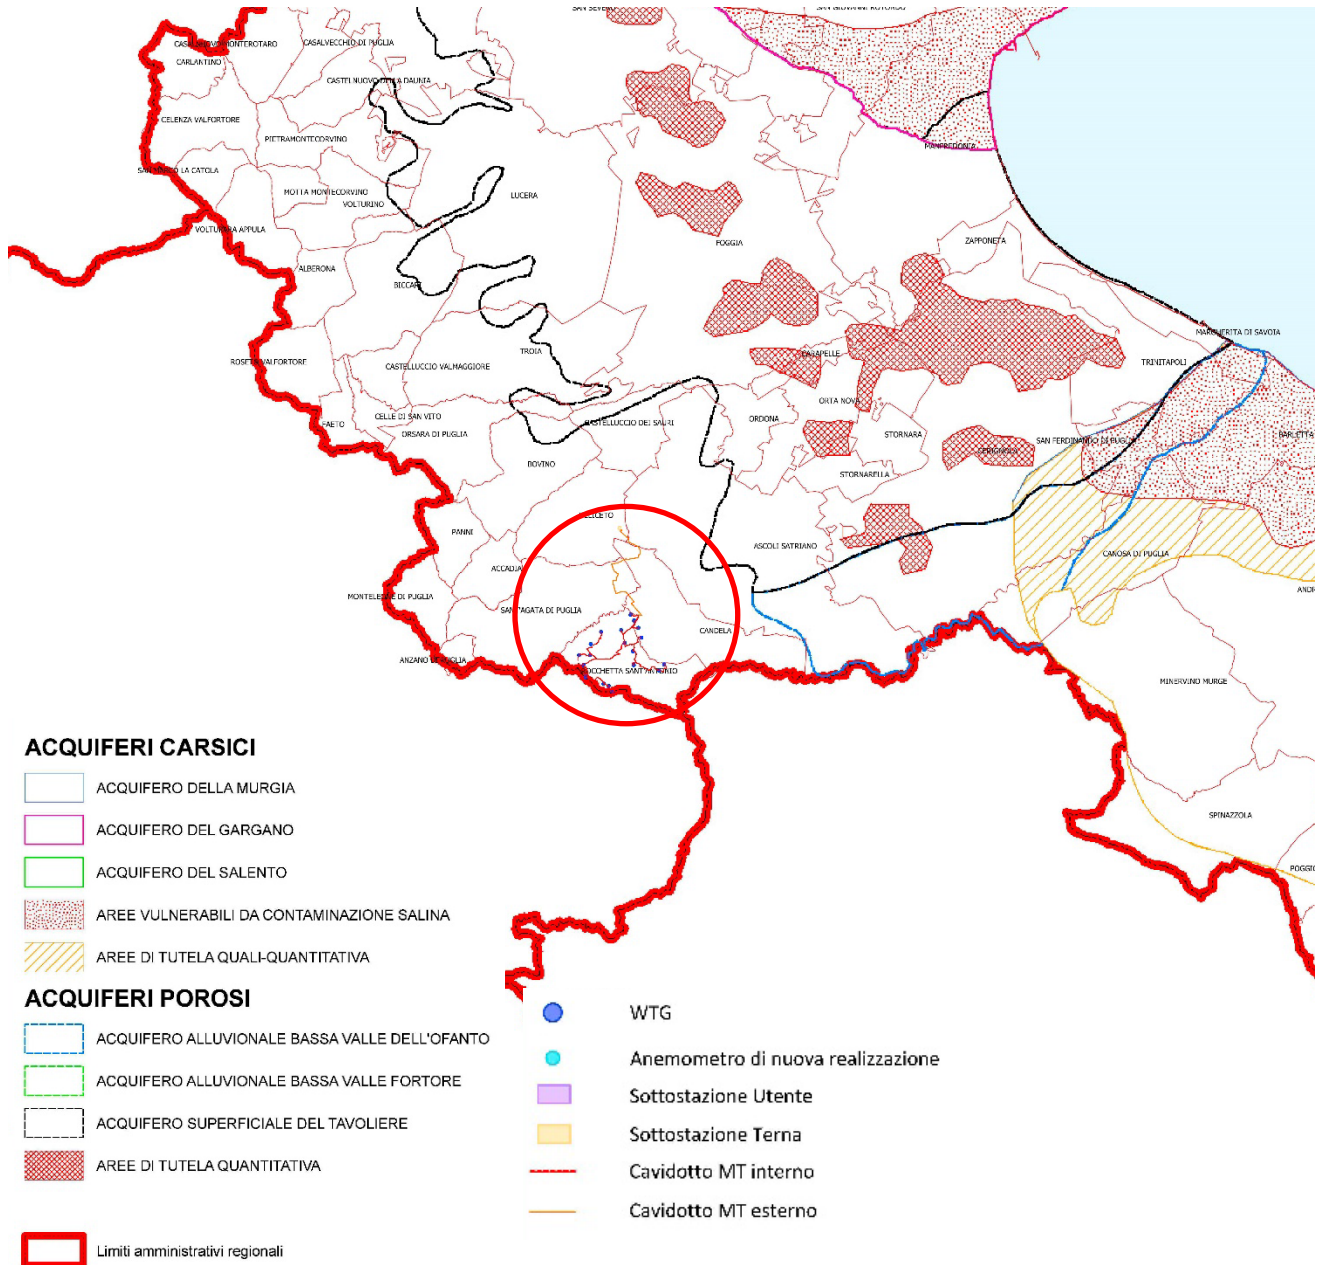 SAN SEVERO
SAN GIOVANNI ROTONDO
CASALNUOVO MONTEROTARO
CASALVECCHIO DI PUGLIA
CARLANTINO
CASTELNUOVO DELLA DAUNIA
CELENZA VALFORTORE
PIETRAMONTECORVINO
MANFREDONIA
SAN MARCO LA CATOLA
MOTTA MONTECORVINO
VOLTURINO
LUCERA
VOLTURARA APPULA
FOGGIA
ZAPPONETA
ALBERONA
BICCARI
MARGHERITA DI SAVOIA
ROSETO VALFORTORE
TROIA
CARAPELLE
TRINITAPOLI
CASTELLUCCIO VALMAGGIORE
ORTA NOVA
CELLE DI SAN VITO
FAETO
CASTELLUCCIO DEI SAURI
ORDONA
ORSARA DI PUGLIA
STORNARA
SAN FERDINANDO DI PUGLIA
BARLETTA
CERIGNOLA
BOVINO
STORNARELLA
DELICETO
PANNI
ASCOLI SATRIANO
CANOSA DI PUGLIA
ACCADIA
ANDR
MONTELEONE DI PUGLIA
SANT'AGATA DI PUGLIA
CANDELA
ANZANO DI PUGLIA
ROCCHETTA SANT'ANTONIO
MINERVINO MURGE
SPINAZZOLA
POGGIO
ACQUIFERI CARSICI
ACQUIFERO DELLA MURGIA
ACQUIFERO DEL GARGANO
ACQUIFERO DEL SALENTO
AREE VULNERABILI DA CONTAMINAZIONE SALINA
AREE DI TUTELA QUALI-QUANTITATIVA
ACQUIFERI POROSI
ACQUIFERO ALLUVIONALE BASSA VALLE DELL'OFANTO
ACQUIFERO ALLUVIONALE BASSA VALLE FORTORE
ACQUIFERO SUPERFICIALE DEL TAVOLIERE
AREE DI TUTELA QUANTITATIVA
Limiti amministrativi regionali
WTG
Anemometro di nuova realizzazione
Sottostazione Utente
Sottostazione Terna
Cavidotto MT interno
Cavidotto MT esterno